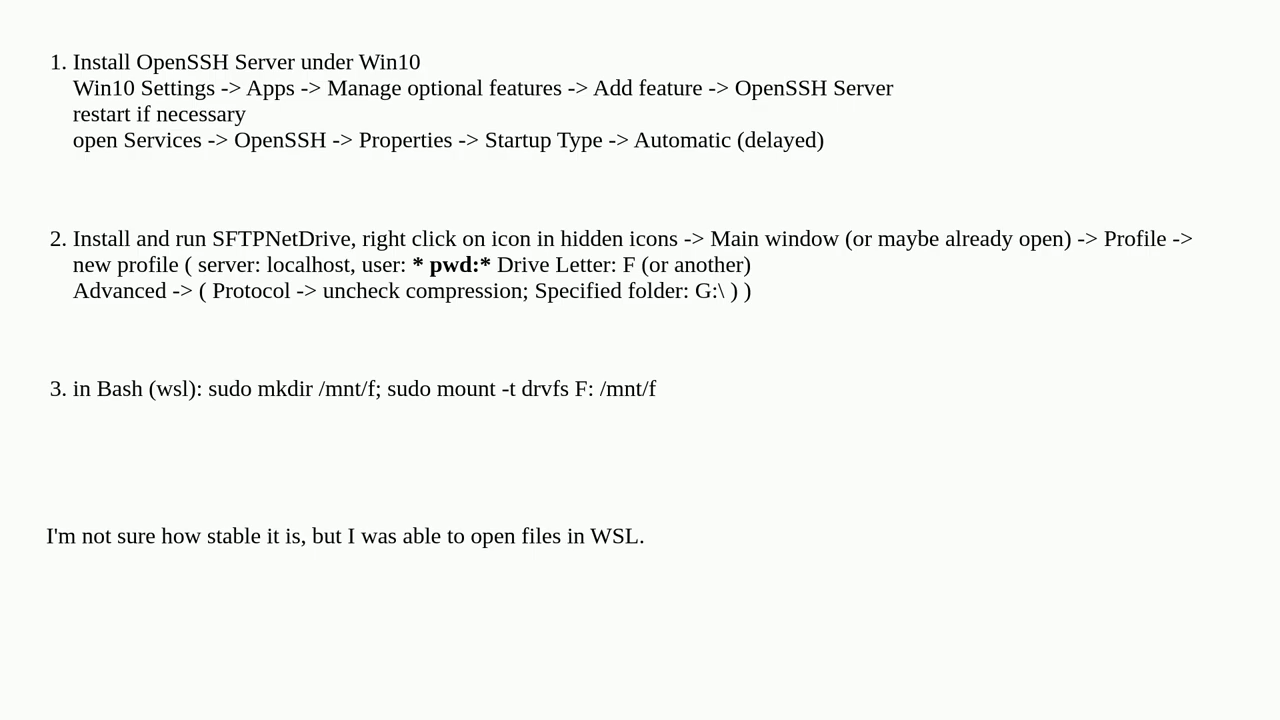 1. Install OpenSSH Server under Win10
Win10 Settings -> Apps -> Manage optional features -> Add feature -> OpenSSH Server
restart if necessary
open Services -> OpenSSH -> Properties -> Startup Type -> Automatic (delayed)
2. Install and run SFTPNetDrive, right click on icon in hidden icons -> Main window (or maybe already open) -> Profile ->
new profile ( server: localhost, user: * pwd:* Drive Letter: F (or another)
Advanced -> ( Protocol -> uncheck compression; Specified folder: G:\ ) )
3. in Bash (wsl): sudo mkdir /mnt/f; sudo mount -t drvfs F: /mnt/f
I'm not sure how stable it is, but I was able to open files in WSL.